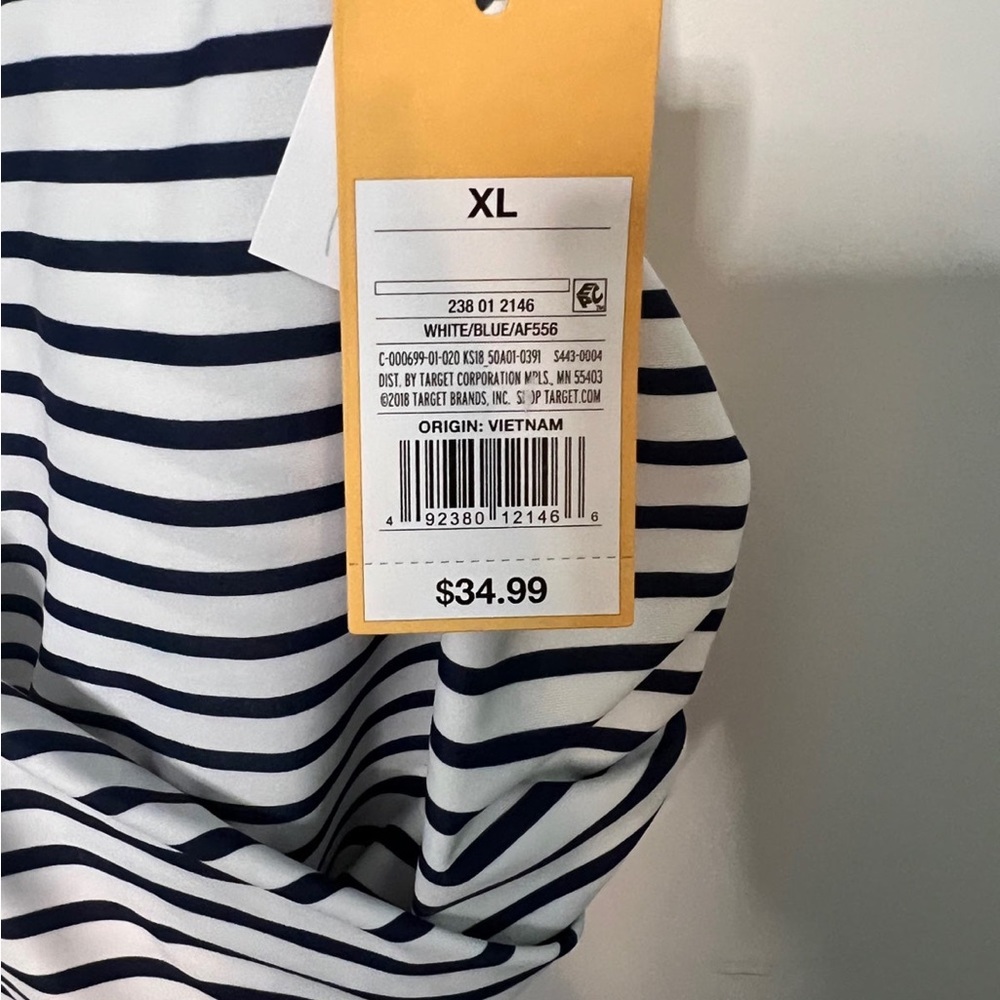 XL
238 01 2146
EPC
WHITE/BLUE/AF556
C-000699-01-020 KS18_50A01-0391 S443-0004
DIST. BY TARGET CORPORATION MPLS., MN 55403
©2018 TARGET BRANDS, INC. SHOP TARGET.COM
ORIGIN: VIETNAM
4 92380 12146 6
$34.99